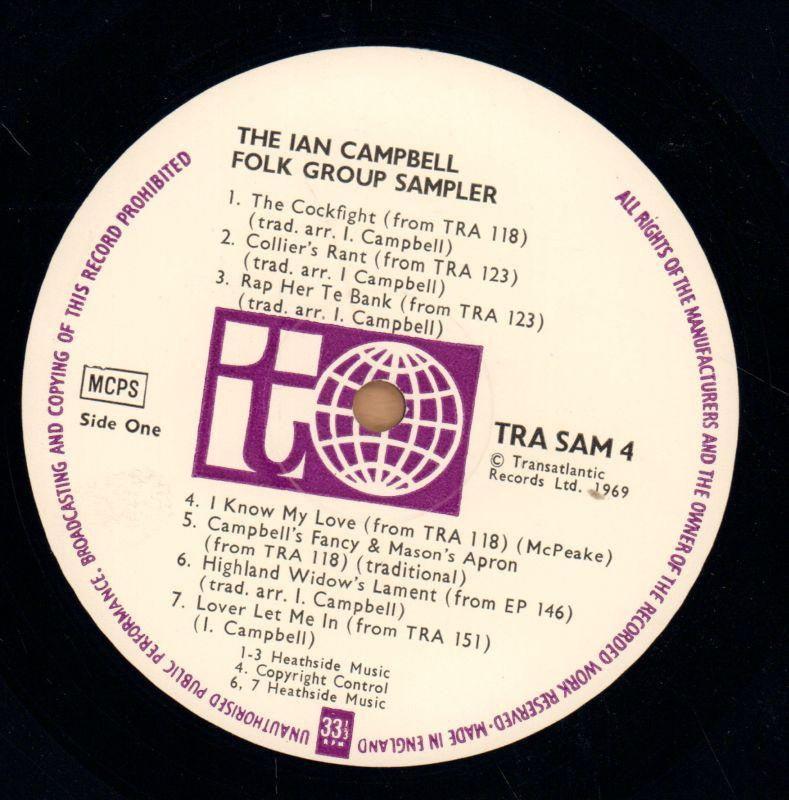 THE IAN CAMPBELL
FOLK GROUP SAMPLER
1. The Cockfight (from TRA 118)
(trad. arr. I. Campbell)
2. Collier's Rant (from TRA 123)
(trad. arr. I Campbell)
3. Rap Her Te Bank (from TRA 123)
(trad. arr. I. Campbell)
MCPS
Side One
it
TRA SAM 4
© Transatlantic
Records Ltd. 1969
4. I Know My Love (from TRA 118) (McPeake)
5. Campbell's Fancy & Mason's Apron
(from TRA 118) (traditional)
6. Highland Widow's Lament (from EP 146)
(trad. arr. I. Campbell)
7. Lover Let Me In (from TRA 151)
(I. Campbell)
1-3 Heathside Music
4. Copyright Control
6, 7 Heathside Music
33 1/3
RPM
ALL RIGHTS OF THE MANUFACTURERS AND THE OWNER OF THE RECORDED WORK RESERVED · MADE IN ENGLAND
UNAUTHORISED PUBLIC PERFORMANCE, BROADCASTING AND COPYING OF THIS RECORD PROHIBITED